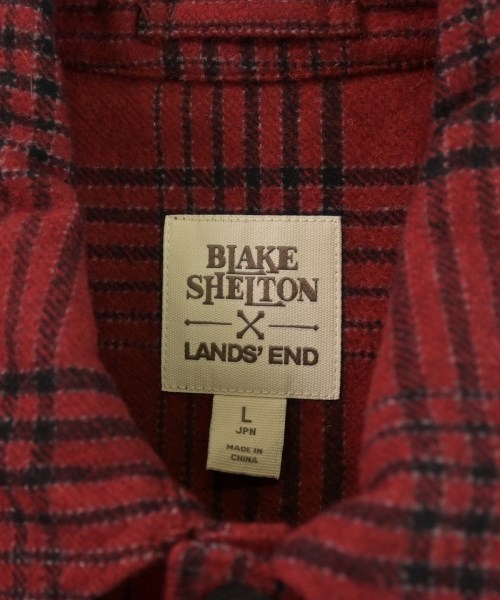 BLAKE
SHELTON
LANDS' END
L
JPN
MADE IN
CHINA